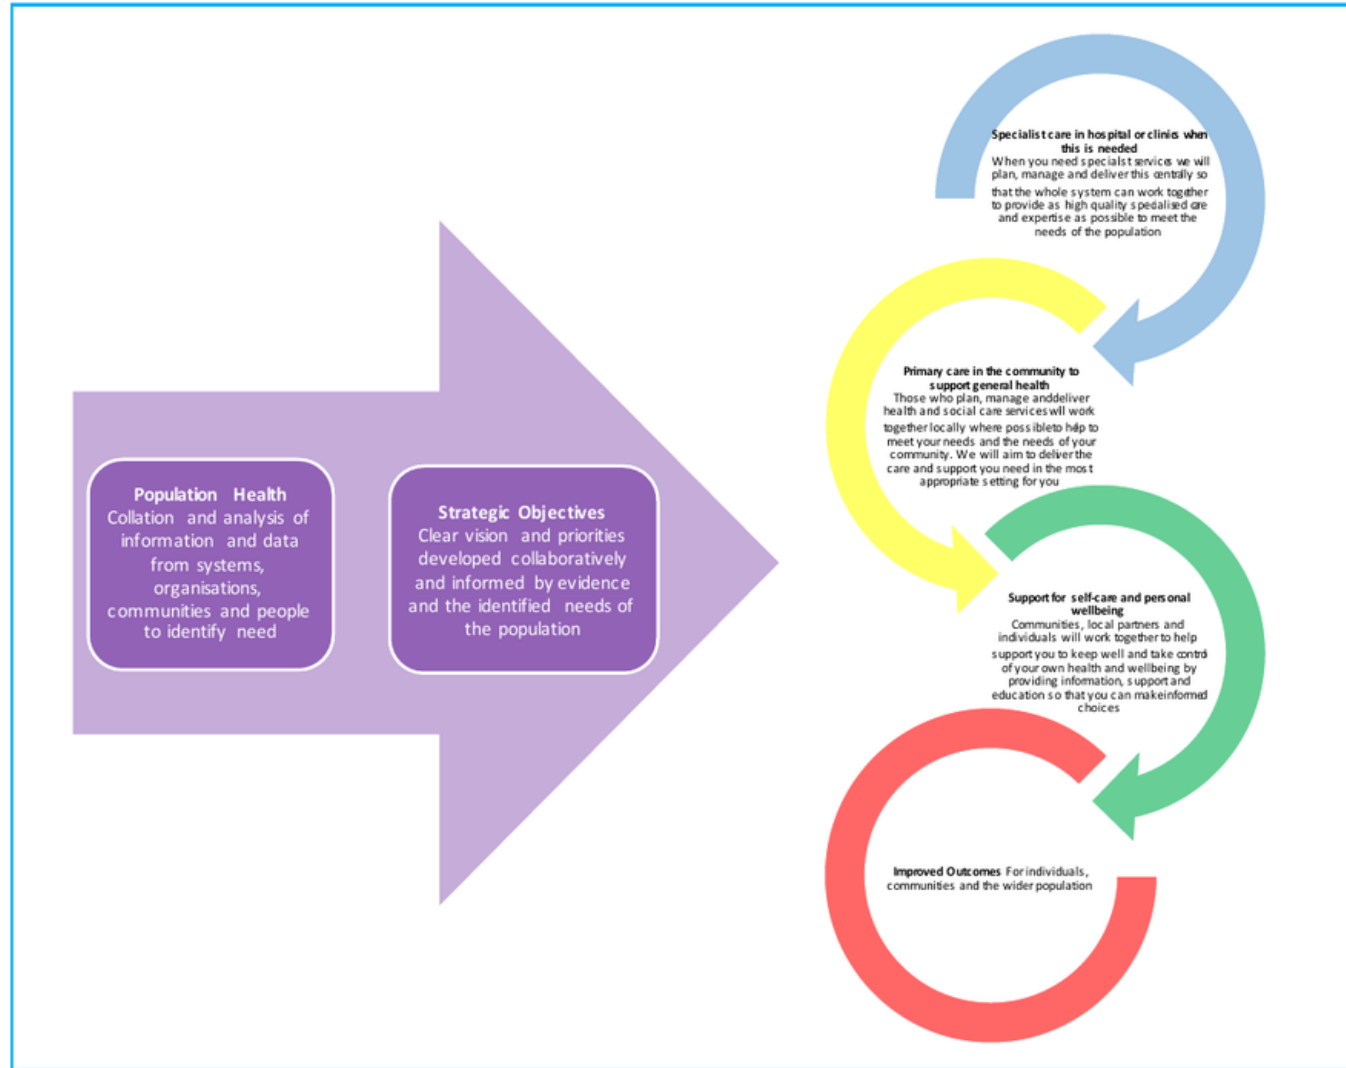 Population Health
Collation and analysis of
information and data
from systems,
organisations,
communities and people
to identify need
Strategic Objectives
Clear vision and priorities
developed collaboratively
and informed by evidence
and the identified needs of
the population
Specialist care in hospital or clinics when
this is needed
When you need specialist services we will
plan, manage and deliver this centrally so
that the whole system can work together
to provide as high quality specialised care
and expertise as possible to meet the
needs of the population
Primary care in the community to
support general health
Those who plan, manage anddeliver
health and social care services will work
together locally where possibleto help to
meet your needs and the needs of your
community. We will aim to deliver the
care and support you need in the most
appropriate setting for you
Support for self-care and personal
wellbeing
Communities, local partners and
individuals will work together to help
support you to keep well and take control
of your own health and wellbeing by
providing information, support and
education so that you can makeinformed
choices
Improved Outcomes For individuals,
communities and the wider population